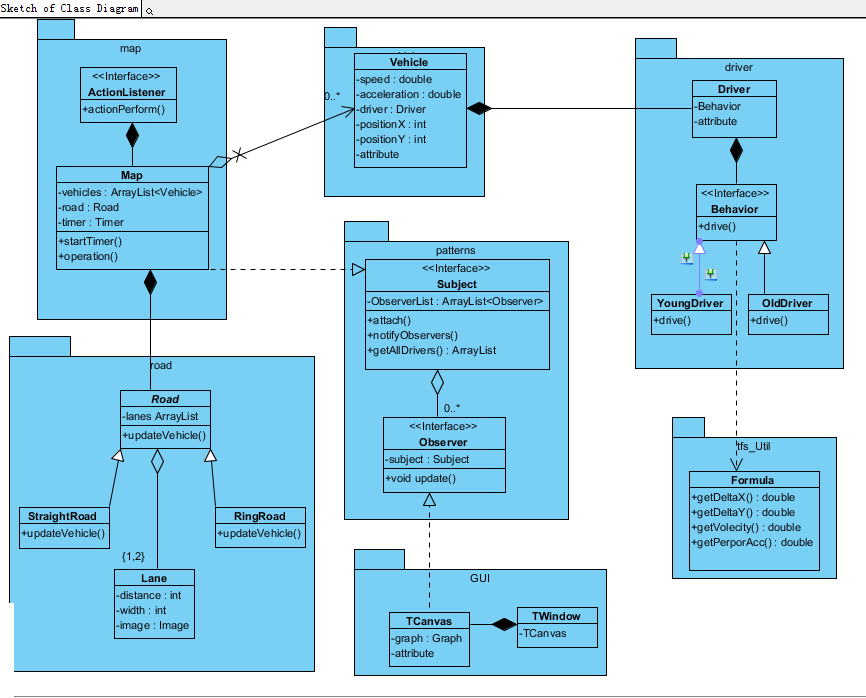 Sketch of Class Diagram
map
<<Interface>>
ActionListener
+actionPerform()
Map
-vehicles : ArrayList<Vehicle>
-road : Road
-timer : Timer
+startTimer()
+operation()
0..*
Vehicle
-speed : double
-acceleration : double
-driver : Driver
-positionX : int
-positionY : int
-attribute
driver
Driver
-Behavior
-attribute
<<Interface>>
Behavior
+drive()
YoungDriver
+drive()
OldDriver
+drive()
patterns
<<Interface>>
Subject
-ObserverList : ArrayList<Observer>
+attach()
+notifyObservers()
+getAllDrivers() : ArrayList
0..*
<<Interface>>
Observer
-subject : Subject
+void update()
road
Road
-lanes ArrayList
+updateVehicle()
StraightRoad
+updateVehicle()
RingRoad
+updateVehicle()
{1,2}
Lane
-distance : int
-width : int
-image : Image
GUI
TCanvas
-graph : Graph
-attribute
TWindow
-TCanvas
tfs_Util
Formula
+getDeltaX() : double
+getDeltaY() : double
+getVolecity() : double
+getPerporAcc() : double